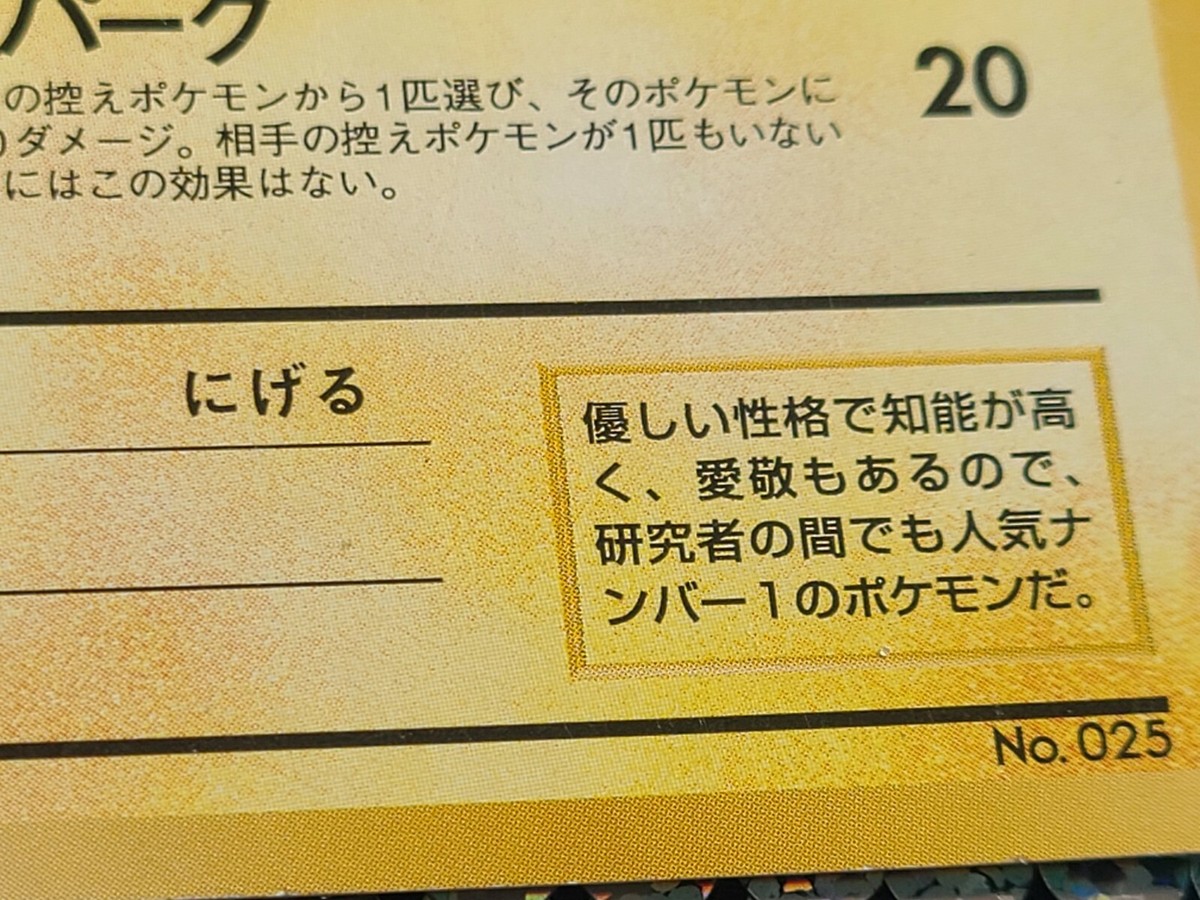 パーク
20
の控えポケモンから1匹選び、そのポケモンに
0ダメージ。相手の控えポケモンが1匹もいない
にはこの効果はない。
にげる
優しい性格で知能が高
く、愛敬もあるので、
研究者の間でも人気ナ
ンバー1のポケモンだ。
No. 025